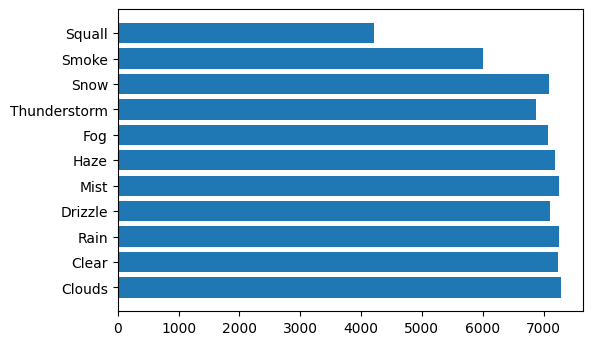 Squall
Smoke
Snow
Thunderstorm
Fog
Haze
Mist
Drizzle
Rain
Clear
Clouds
0 1000 2000 3000 4000 5000 6000 7000